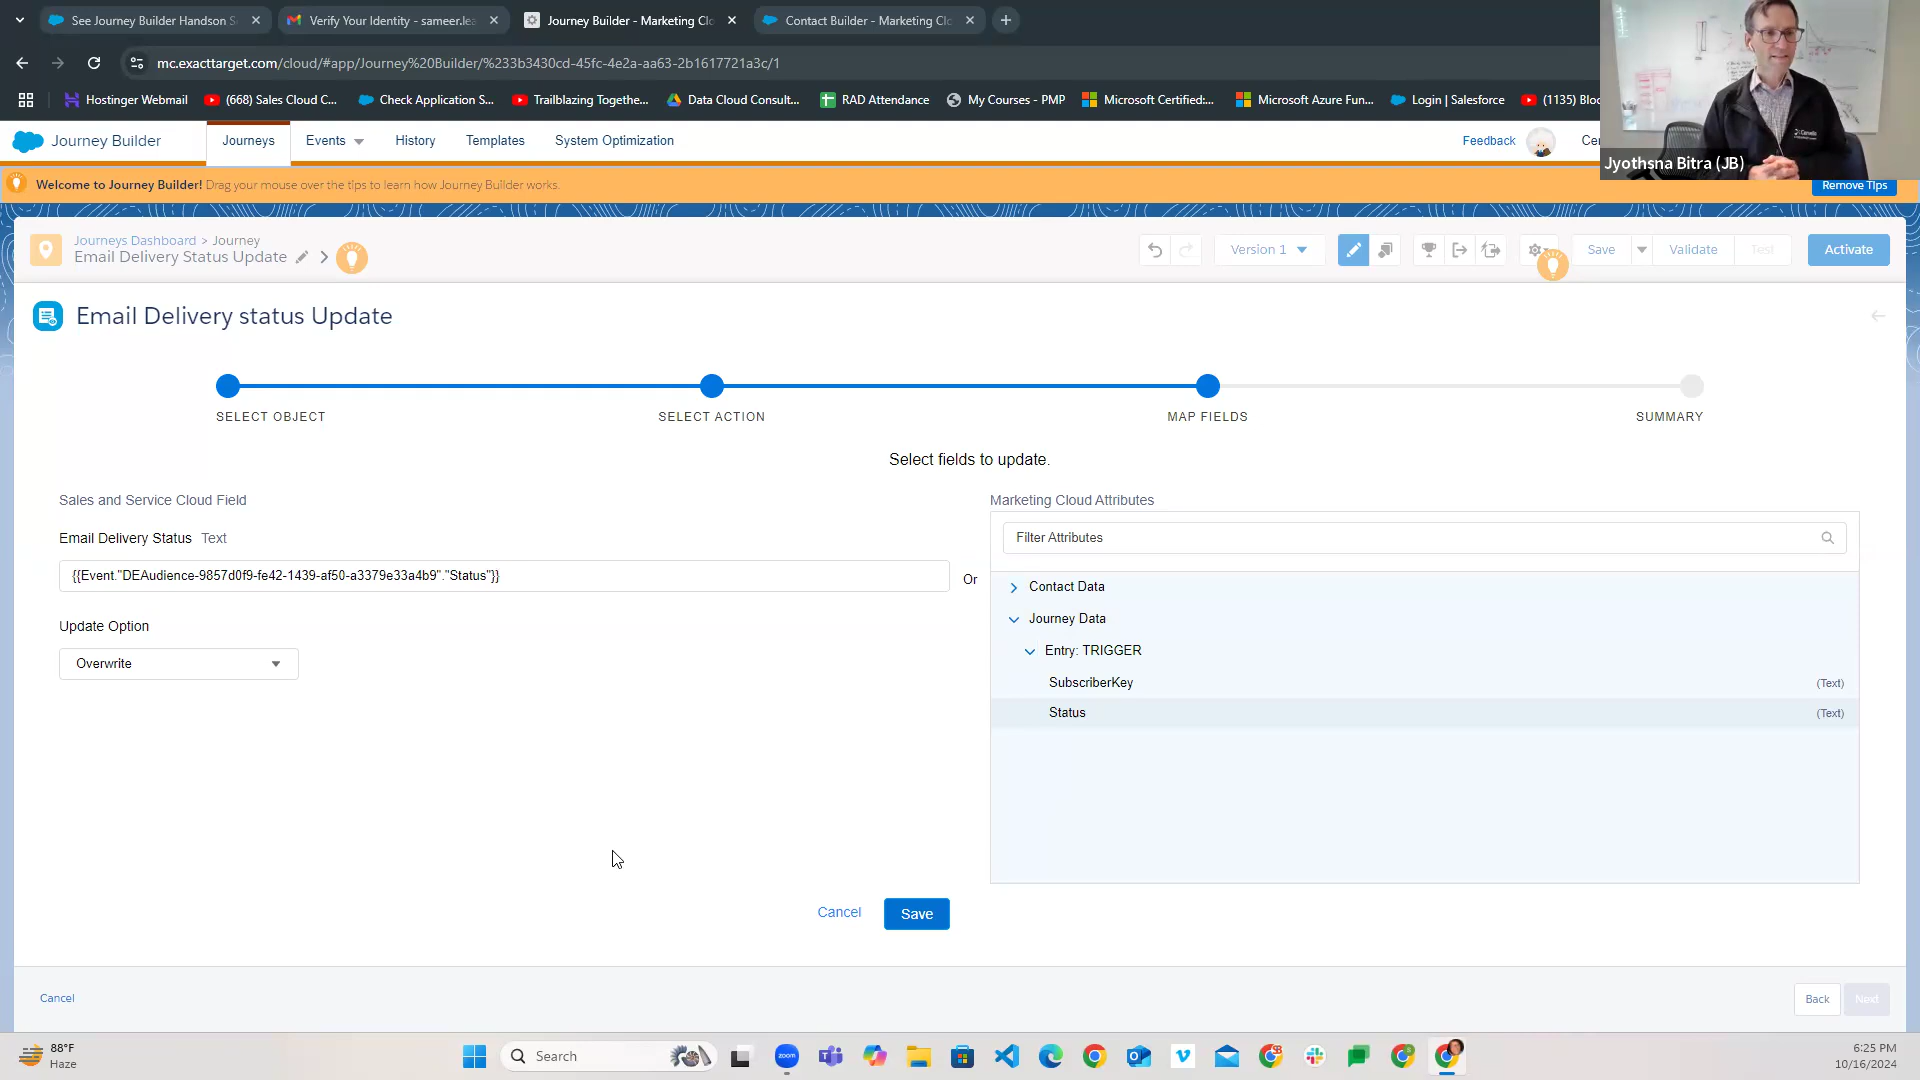 See Journey Builder Handson S
Verify Your Identity - sameer.lea
Journey Builder - Marketing Clo
Contact Builder - Marketing Clo
mc.exacttarget.com/cloud/#app/Journey%20Builder/%233b3430cd-45fc-4e2a-aa63-2b1617721a3c/1
Hostinger Webmail
(668) Sales Cloud C...
Check Application S...
Trailblazing Togethe...
Data Cloud Consult...
RAD Attendance
My Courses - PMP
Microsoft Certified:...
Microsoft Azure Fun...
Login | Salesforce
(1135) Blo
Journey Builder
Journeys
Events
History
Templates
System Optimization
Feedback
Ce
Jyothsna Bitra (JB)
Welcome to Journey Builder! Drag your mouse over the tips to learn how Journey Builder works.
Remove Tips
Journeys Dashboard > Journey
Email Delivery Status Update
Version 1
Save
Validate
Test
Activate
Email Delivery status Update
SELECT OBJECT
SELECT ACTION
MAP FIELDS
SUMMARY
Select fields to update.
Sales and Service Cloud Field
Marketing Cloud Attributes
Email Delivery Status Text
Filter Attributes
{{Event."DEAudience-9857d0f9-fe42-1439-af50-a3379e33a4b9"."Status"}}
Or
Contact Data
Journey Data
Update Option
Entry: TRIGGER
Overwrite
SubscriberKey (Text)
Status (Text)
Cancel
Save
Cancel
Back
Next
88°F
Haze
Search
zoom
6:25 PM
10/16/2024